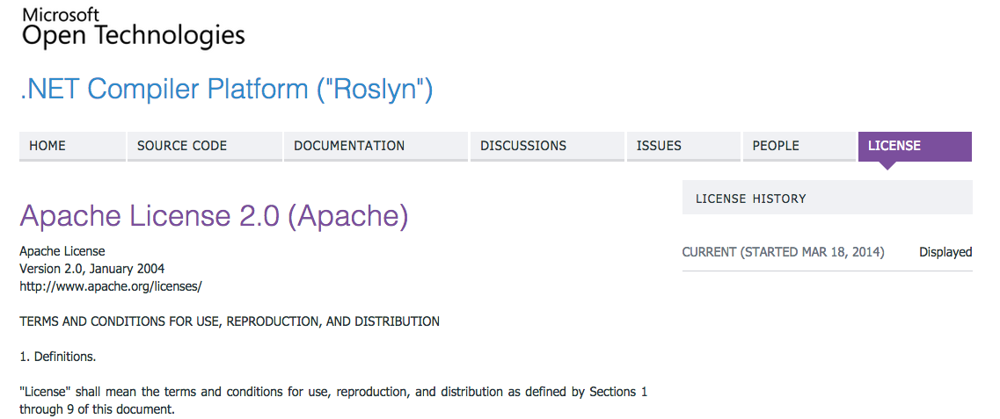 Microsoft
Open Technologies
.NET Compiler Platform ("Roslyn")
HOME
SOURCE CODE
DOCUMENTATION
DISCUSSIONS
ISSUES
PEOPLE
LICENSE
Apache License 2.0 (Apache)
Apache License
Version 2.0, January 2004
http://www.apache.org/licenses/
TERMS AND CONDITIONS FOR USE, REPRODUCTION, AND DISTRIBUTION
1. Definitions.
"License" shall mean the terms and conditions for use, reproduction, and distribution as defined by Sections 1
through 9 of this document.
LICENSE HISTORY
CURRENT (STARTED MAR 18, 2014) Displayed